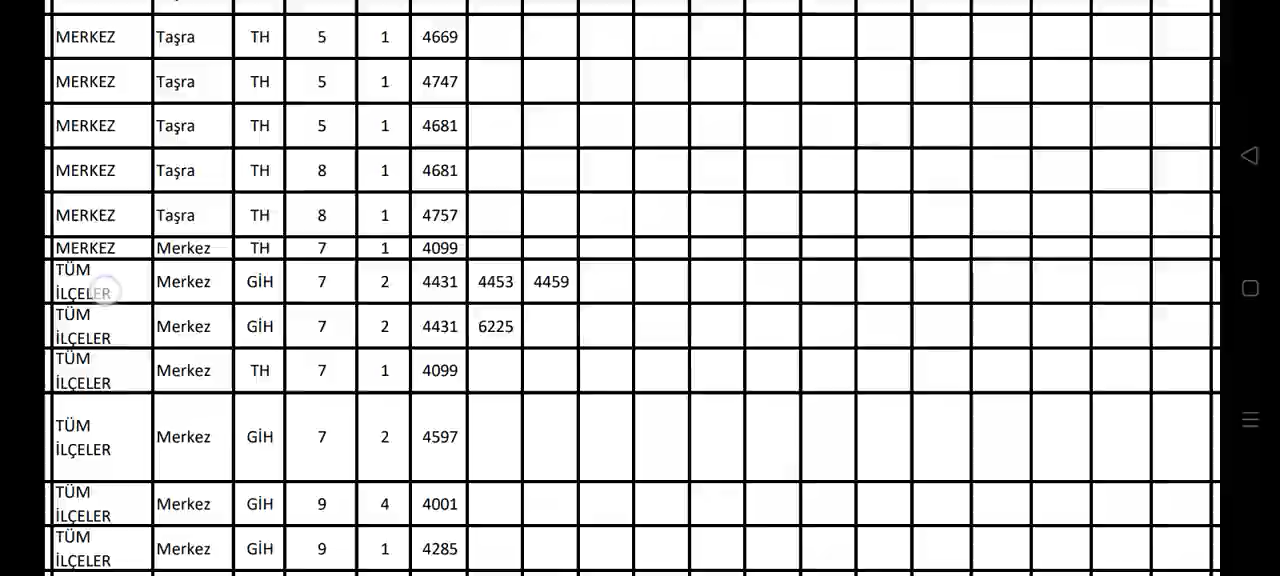 MERKEZ Taşra TH 5 1 4669
MERKEZ Taşra TH 5 1 4747
MERKEZ Taşra TH 5 1 4681
MERKEZ Taşra TH 8 1 4681
MERKEZ Taşra TH 8 1 4757
MERKEZ Merkez TH 7 1 4099
TÜM
İLÇELER Merkez GİH 7 2 4431 4453 4459
TÜM
İLÇELER Merkez GİH 7 2 4431 6225
TÜM
İLÇELER Merkez TH 7 1 4099
TÜM
İLÇELER Merkez GİH 7 2 4597
TÜM
İLÇELER Merkez GİH 9 4 4001
TÜM
İLÇELER Merkez GİH 9 1 4285